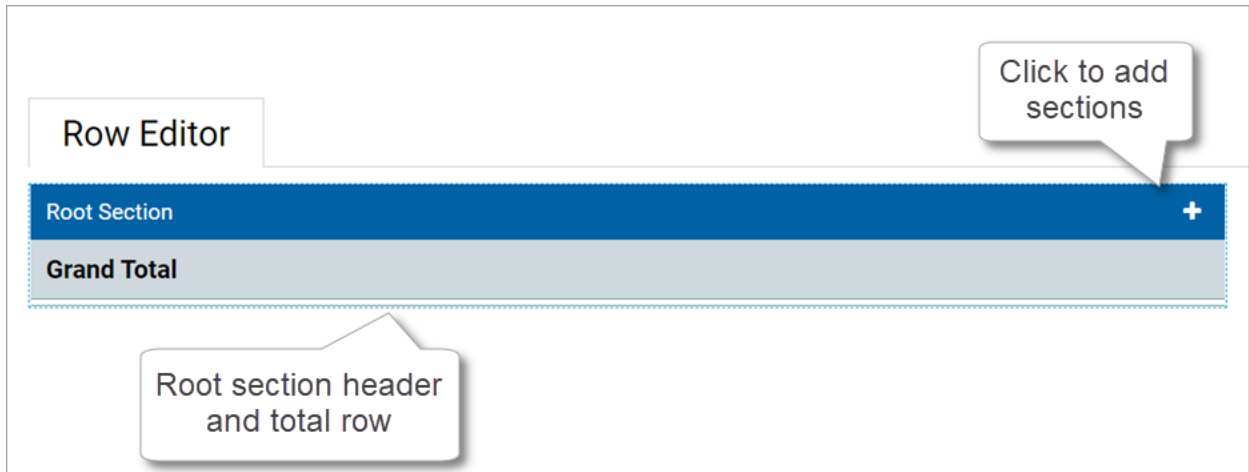 Click to add
sections
Row Editor
Root Section
Grand Total
Root section header
and total row